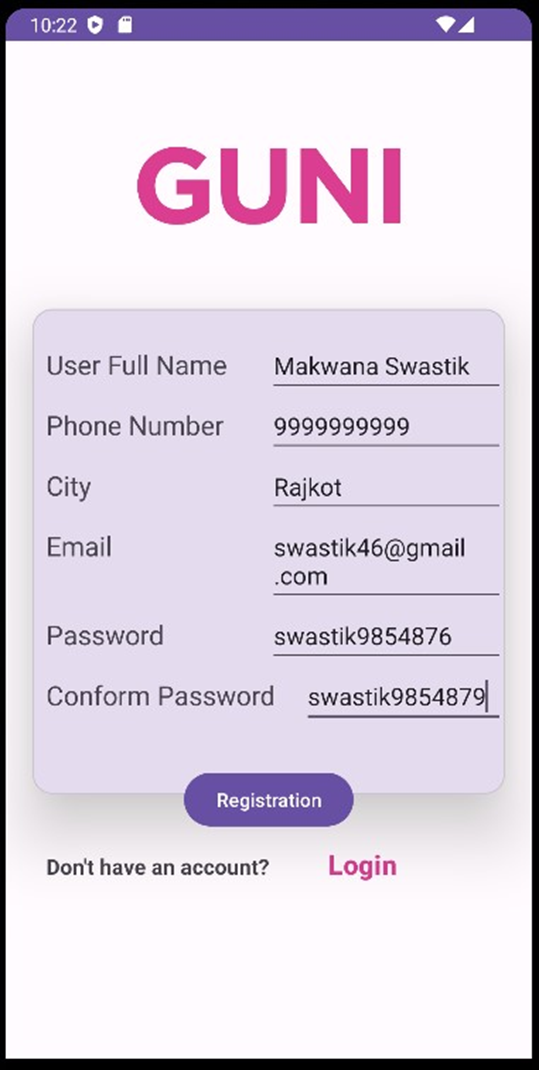 10:22
GUNI
User Full Name Makwana Swastik
Phone Number 9999999999
City Rajkot
Email swastik46@gmail
.com
Password swastik9854876
Conform Password swastik9854879
Registration
Don't have an account? Login